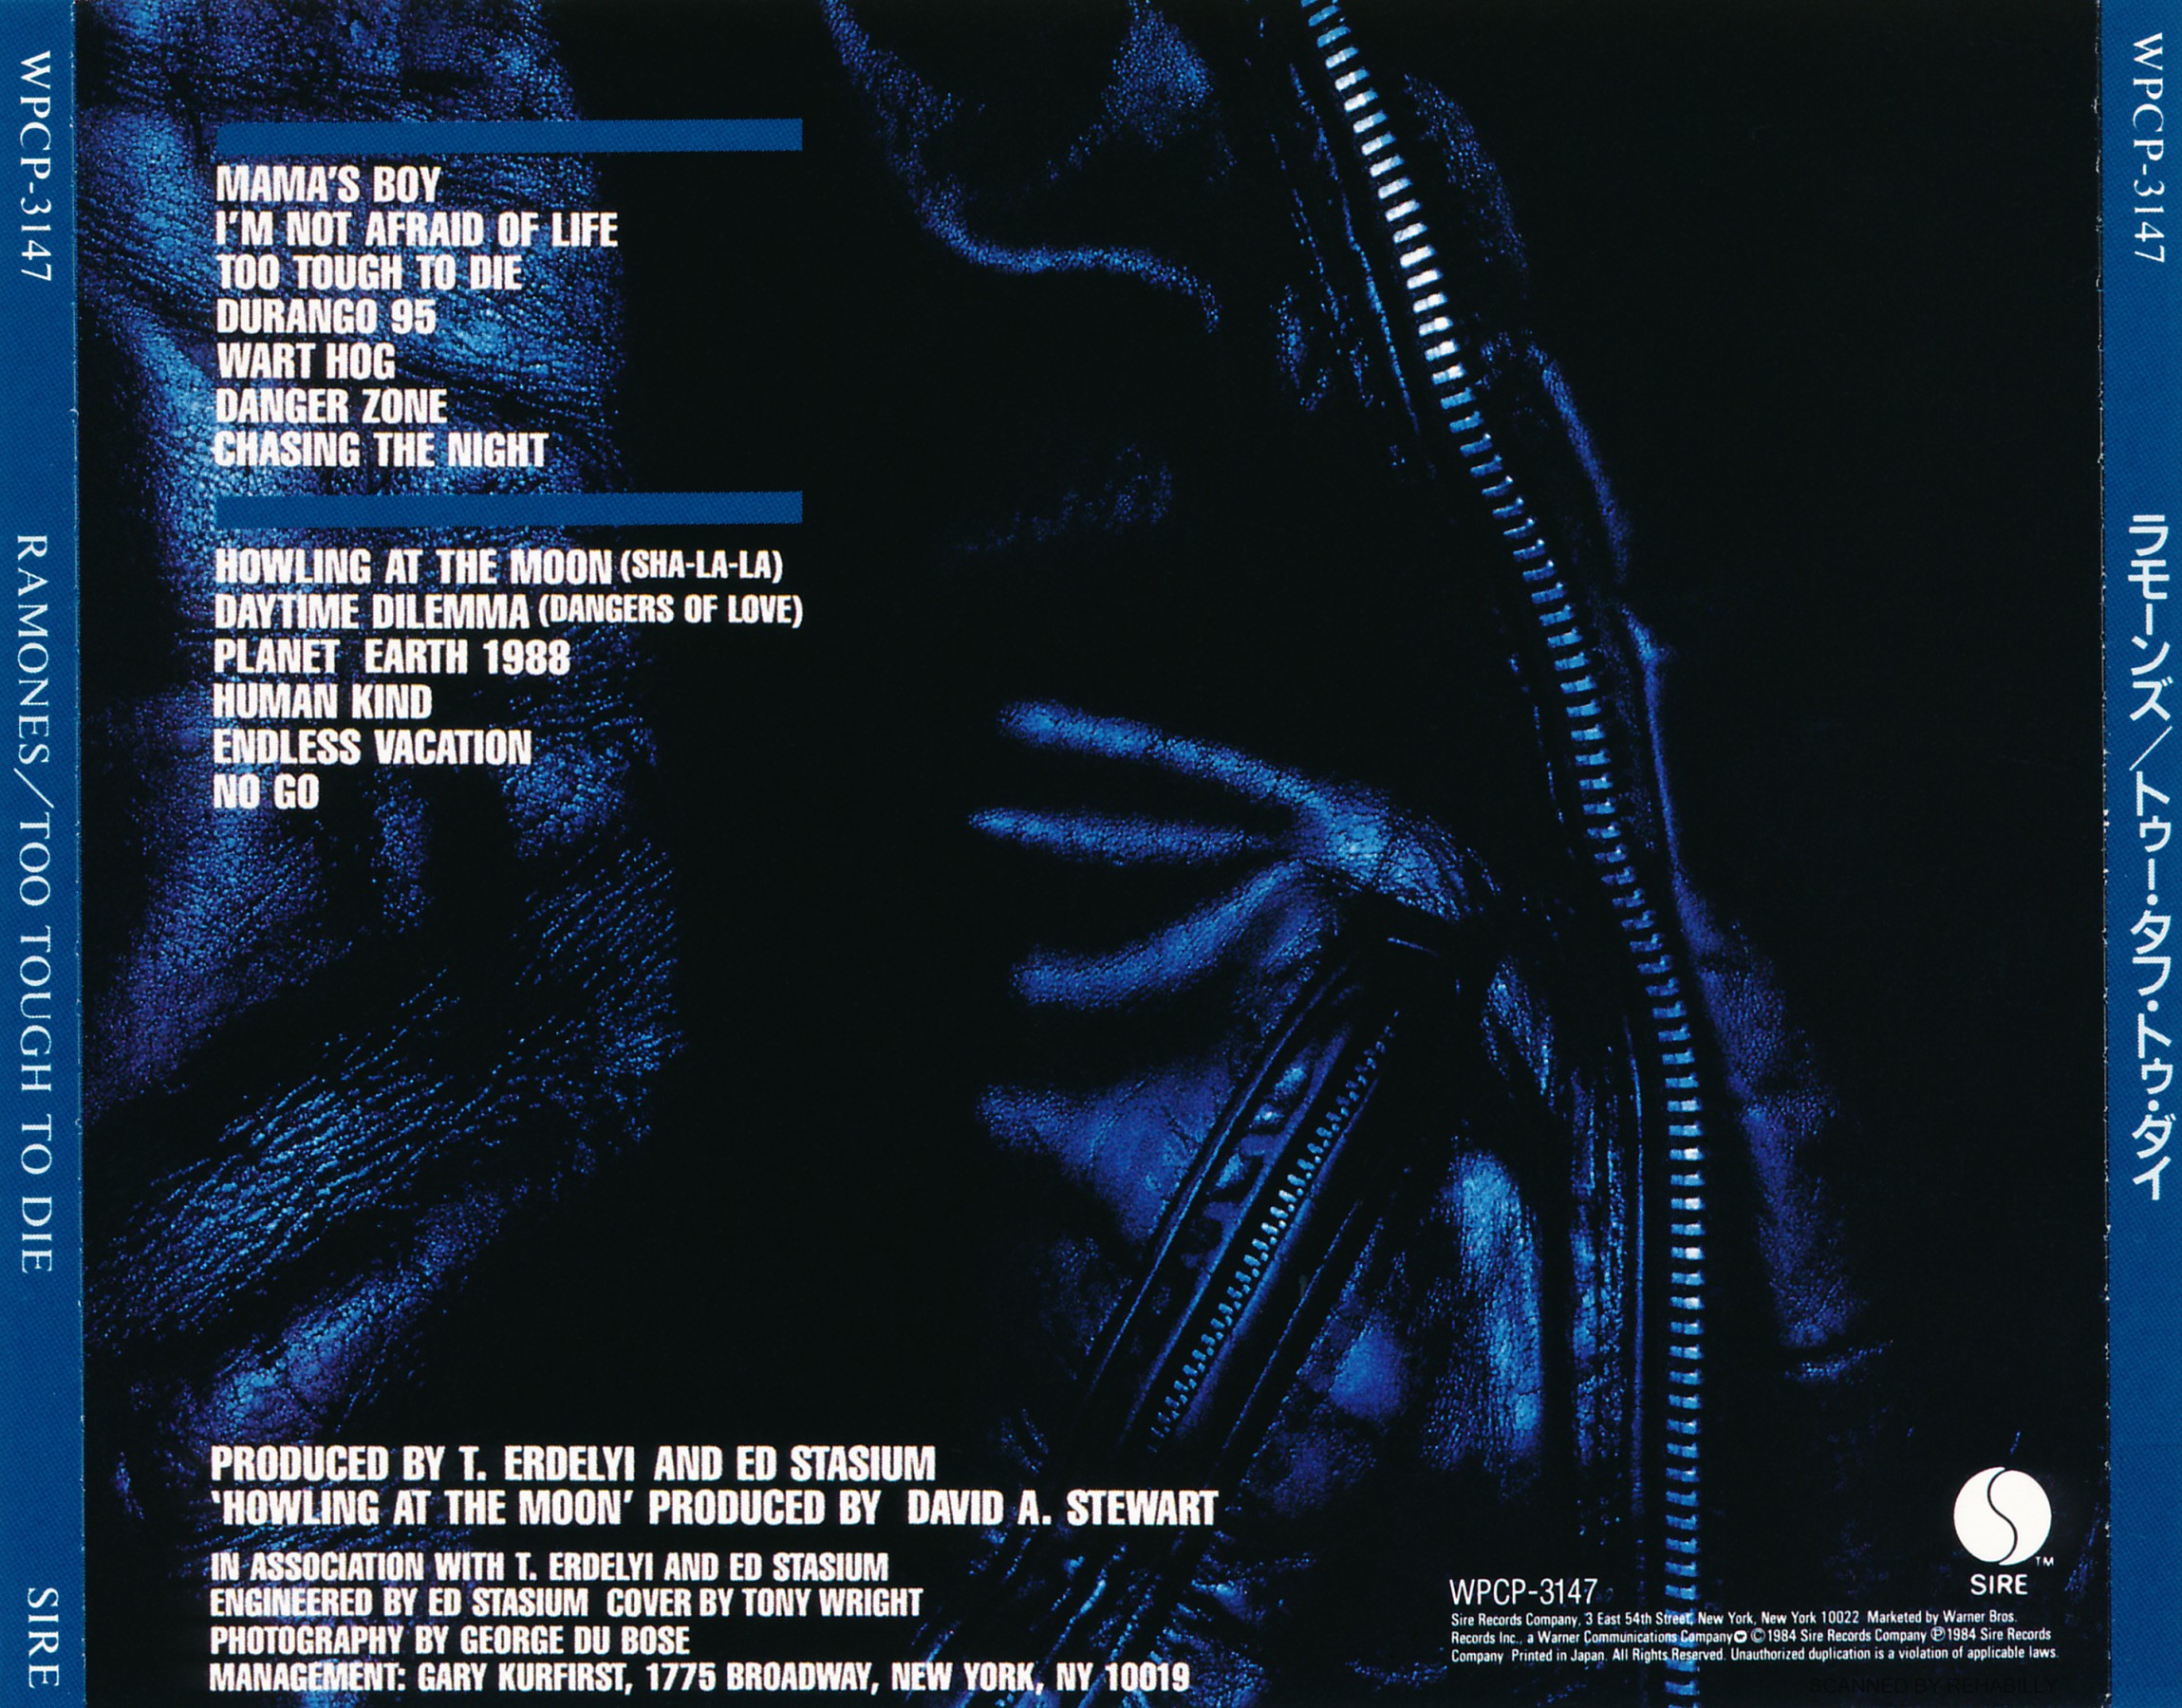 WPCP-3147
RAMONES/TOO TOUGH TO DIE
SIRE
MAMA'S BOY
I'M NOT AFRAID OF LIFE
TOO TOUGH TO DIE
DURANGO 95
WART HOG
DANGER ZONE
CHASING THE NIGHT
HOWLING AT THE MOON (SHA-LA-LA)
DAYTIME DILEMMA (DANGERS OF LOVE)
PLANET EARTH 1988
HUMAN KIND
ENDLESS VACATION
NO GO
PRODUCED BY T. ERDELYI AND ED STASIUM
'HOWLING AT THE MOON' PRODUCED BY DAVID A. STEWART
IN ASSOCIATION WITH T. ERDELYI AND ED STASIUM
ENGINEERED BY ED STASIUM COVER BY TONY WRIGHT
PHOTOGRAPHY BY GEORGE DU BOSE
MANAGEMENT: GARY KURFIRST, 1775 BROADWAY, NEW YORK, NY 10019
TM
SIRE
WPCP-3147
Sire Records Company, 3 East 54th Street, New York, New York 10022 Marketed by Warner Bros.
Records Inc., a Warner Communications Company ©1984 Sire Records Company ℗1984 Sire Records
Company Printed in Japan. All Rights Reserved. Unauthorized duplication is a violation of applicable laws.
SCANNED BY REHABILLY
WPCP-3147
ラモーンズ／トゥー・タフ・トゥ・ダイ